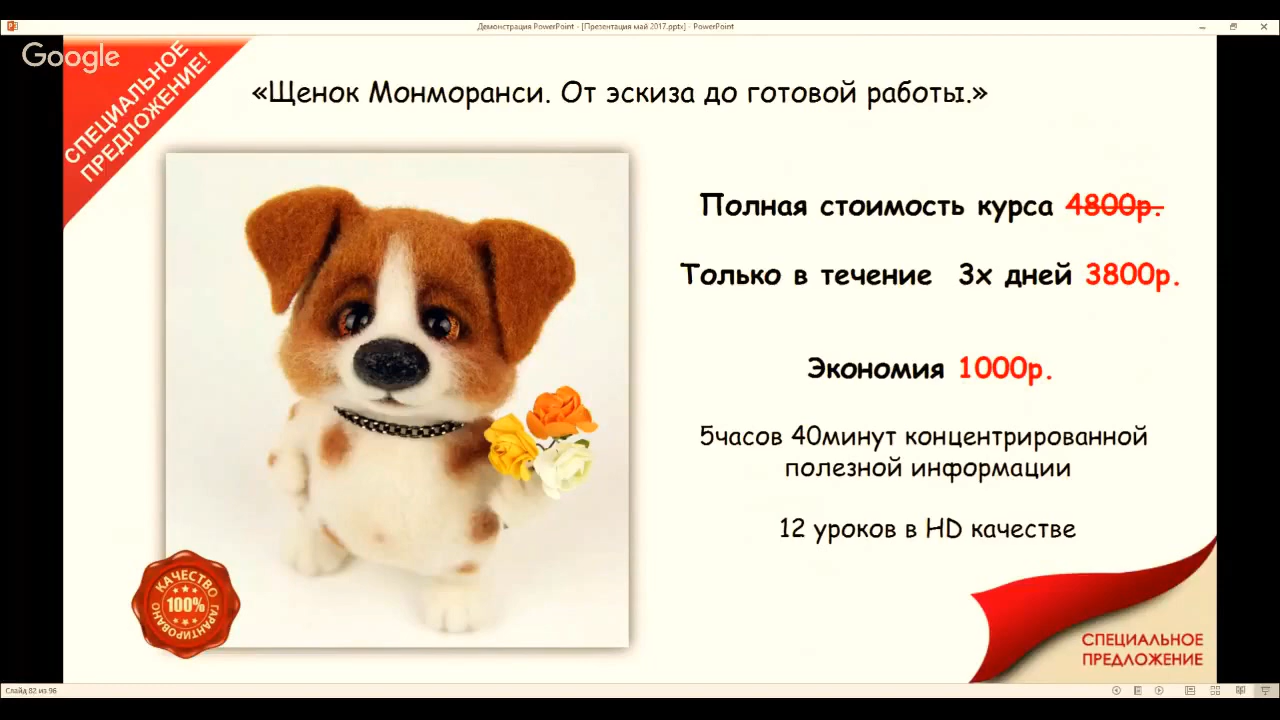 Демонстрация PowerPoint - [Презентация май 2017.pptx] - PowerPoint
Google
СПЕЦИАЛЬНОЕ
ПРЕДЛОЖЕНИЕ!
«Щенок Монморанси. От эскиза до готовой работы.»
Полная стоимость курса 4800р.
Только в течение 3х дней 3800р.
Экономия 1000р.
5часов 40минут концентрированной
полезной информации
12 уроков в HD качестве
КАЧЕСТВО
100%
ГАРАНТИРОВАНО
СПЕЦИАЛЬНОЕ
ПРЕДЛОЖЕНИЕ
Слайд 82 из 96